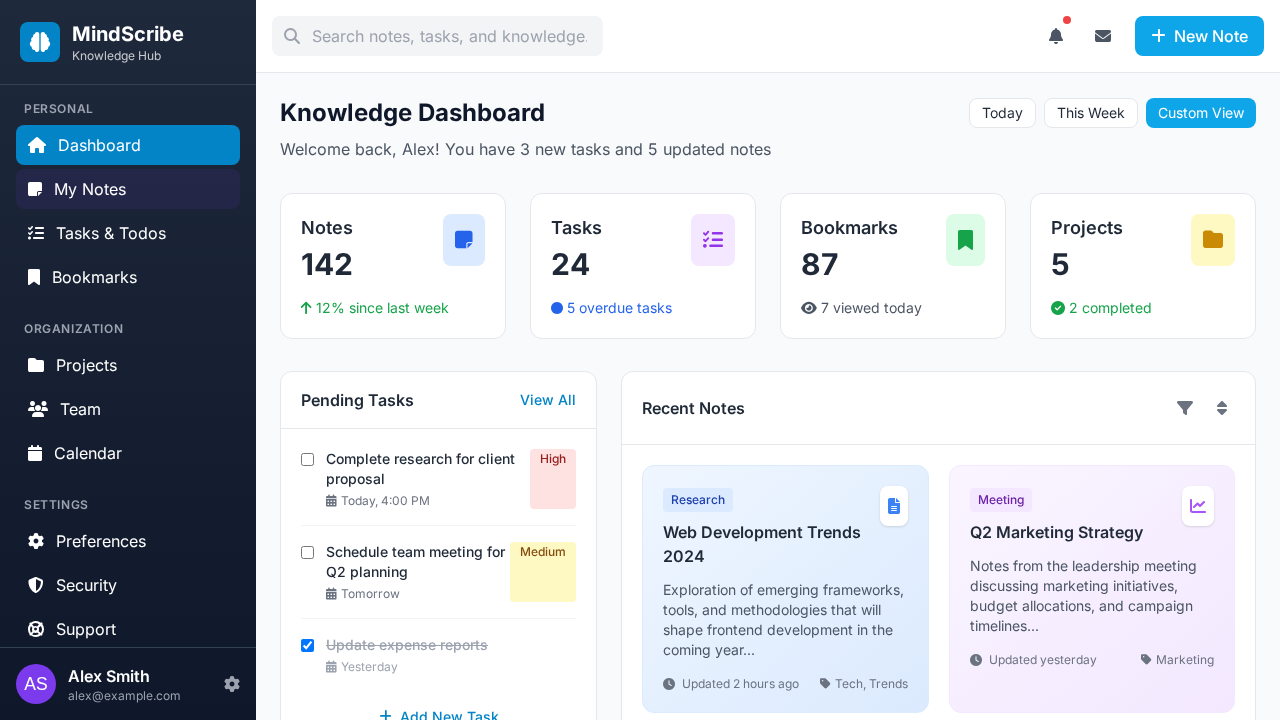 MindScribe
Knowledge Hub
PERSONAL
Dashboard
My Notes
Tasks & Todos
Bookmarks
ORGANIZATION
Projects
Team
Calendar
SETTINGS
Preferences
Security
Support
AS
Alex Smith
alex@example.com
Search notes, tasks, and knowledge.
New Note
Knowledge Dashboard
Welcome back, Alex! You have 3 new tasks and 5 updated notes
Today
This Week
Custom View
Notes
142
12% since last week
Tasks
24
5 overdue tasks
Bookmarks
87
7 viewed today
Projects
5
2 completed
Pending Tasks
View All
Complete research for client
proposal
Today, 4:00 PM
High
Schedule team meeting for
Q2 planning
Tomorrow
Medium
Update expense reports
Yesterday
Add New Task
Recent Notes
Research
Web Development Trends
2024
Exploration of emerging frameworks,
tools, and methodologies that will
shape frontend development in the
coming year...
Updated 2 hours ago
Tech, Trends
Meeting
Q2 Marketing Strategy
Notes from the leadership meeting
discussing marketing initiatives,
budget allocations, and campaign
timelines...
Updated yesterday
Marketing